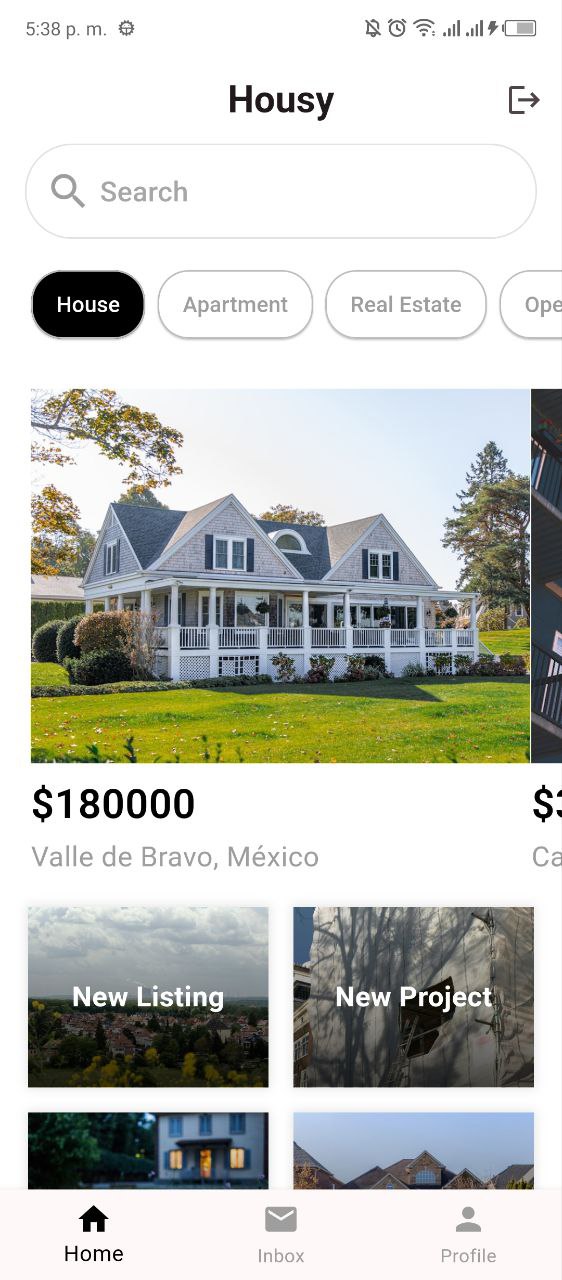 5:38 p. m.
Housy
Search
House Apartment Real Estate Ope
$180000 $
Valle de Bravo, México Ca
New Listing New Project
Home Inbox Profile